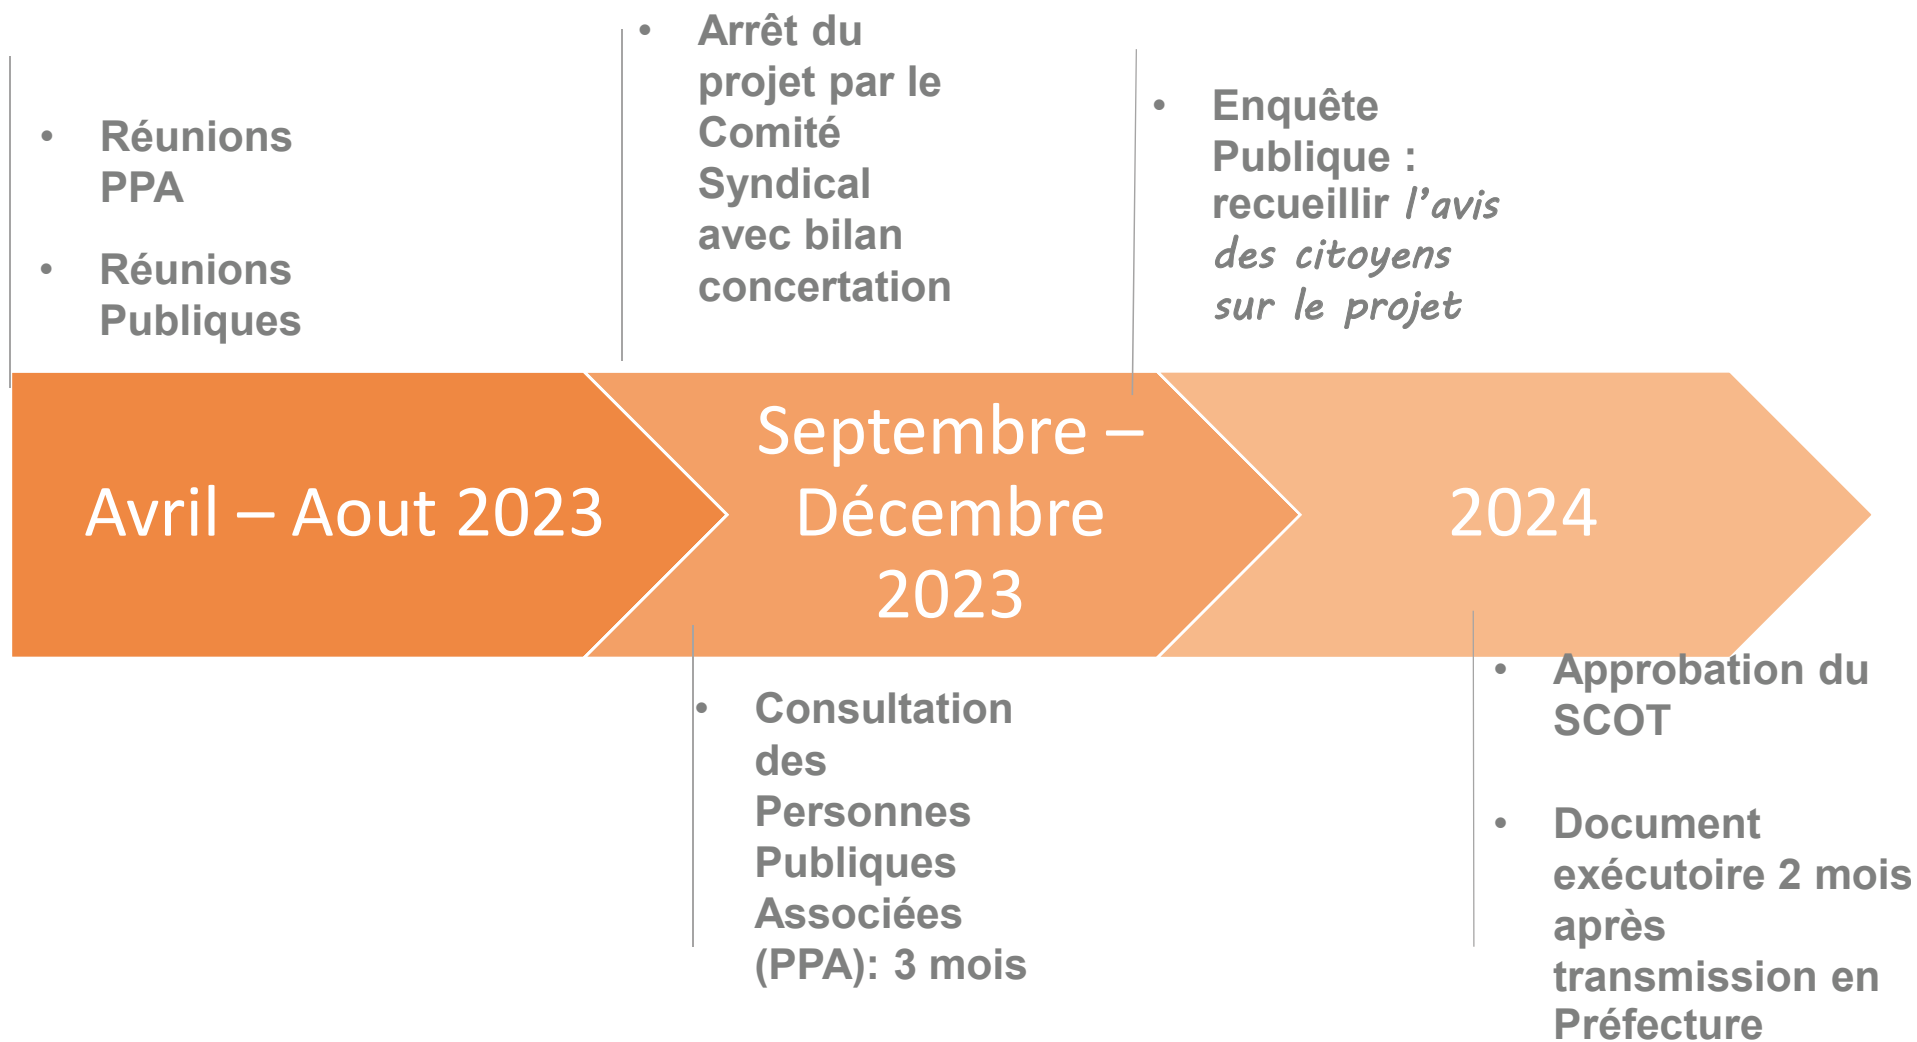 • Réunions
PPA
• Réunions
Publiques
• Arrêt du
projet par le
Comité
Syndical
avec bilan
concertation
• Enquête
Publique :
recueillir l’avis
des citoyens
sur le projet
Avril – Aout 2023
Septembre –
Décembre
2023
2024
• Consultation
des
Personnes
Publiques
Associées
(PPA): 3 mois
• Approbation du
SCOT
• Document
exécutoire 2 mois
après
transmission en
Préfecture